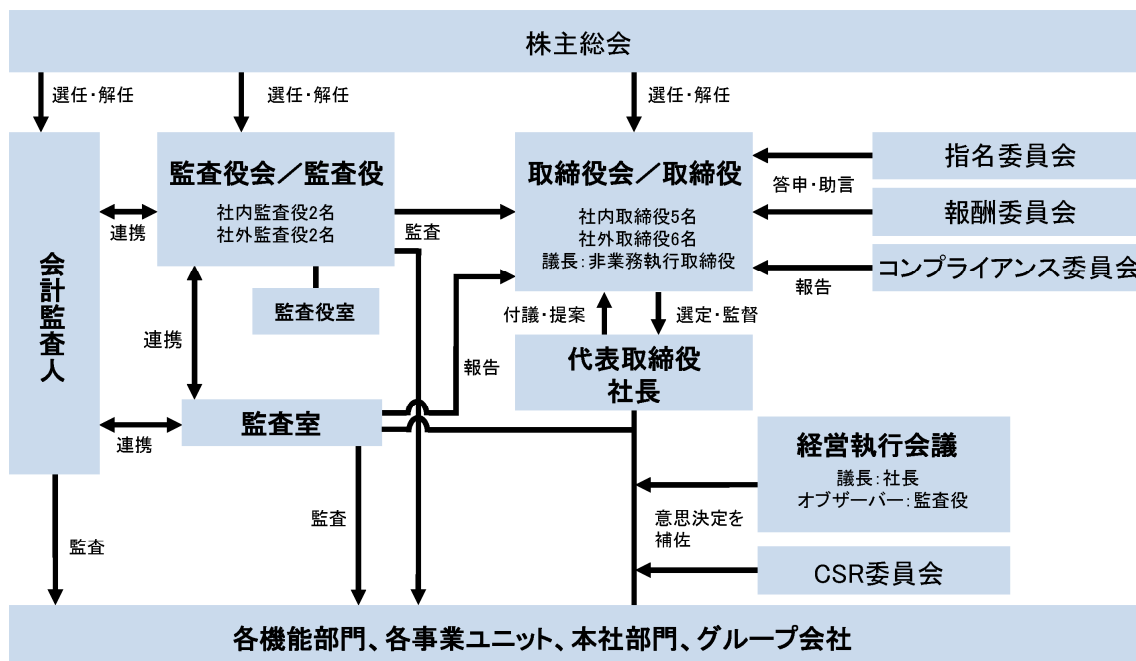 株主総会
選任・解任
選任・解任
選任・解任
会計監査人
監査役会／監査役
社内監査役2名
社外監査役2名
取締役会／取締役
社内取締役5名
社外取締役6名
議長：非業務執行取締役
指名委員会
答申・助言
報酬委員会
コンプライアンス委員会
報告
連携
監査
監査役室
付議・提案
選定・監督
連携
報告
代表取締役
社長
監査室
連携
経営執行会議
議長：社長
オブザーバー：監査役
監査
監査
意思決定を
補佐
CSR委員会
各機能部門、各事業ユニット、本社部門、グループ会社